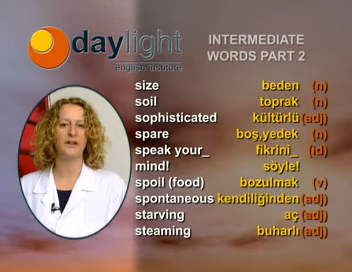 daylight
english institute
INTERMEDIATE
WORDS PART 2
size beden (n)
soil toprak (n)
sophisticated kültürlü (adj)
spare boş,yedek (n)
speak your_ fikrini_ (id)
mind! söyle!
spoil (food) bozulmak (v)
spontaneous kendiliğinden (adj)
starving aç (adj)
steaming buharlı (adj)